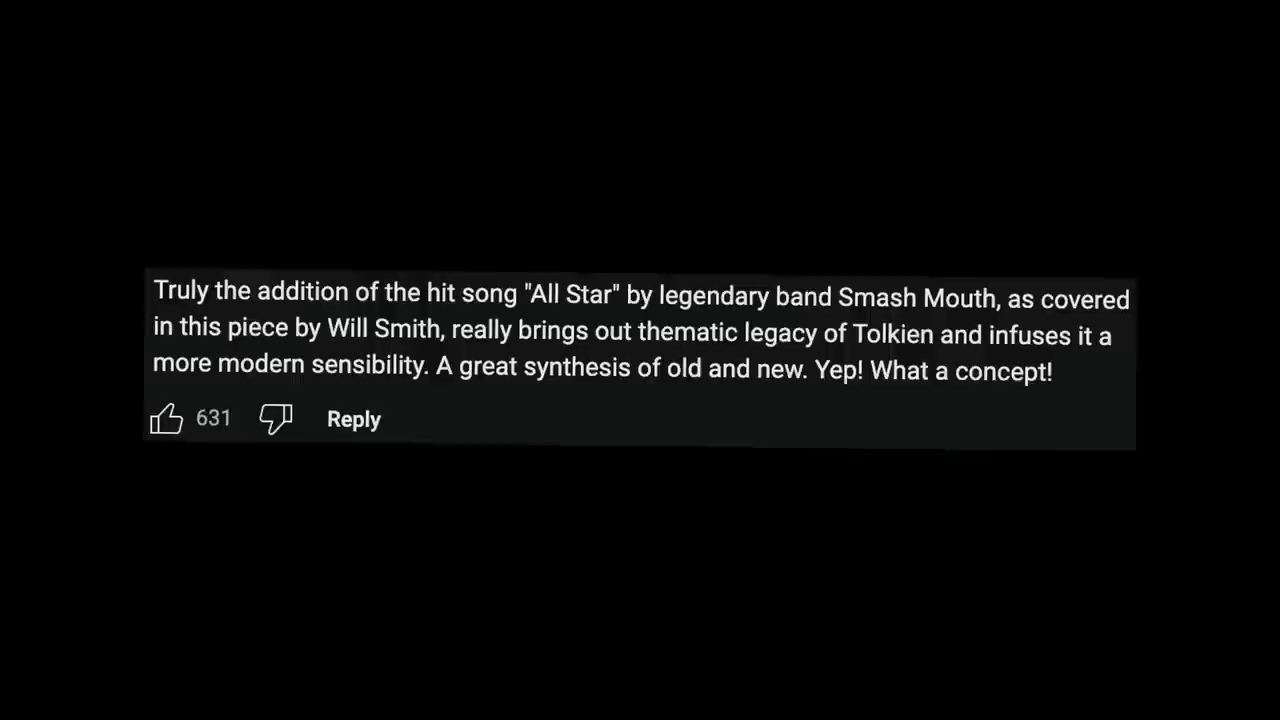 Truly the addition of the hit song "All Star" by legendary band Smash Mouth, as covered
in this piece by Will Smith, really brings out thematic legacy of Tolkien and infuses it a
more modern sensibility. A great synthesis of old and new. Yep! What a concept!
631 Reply